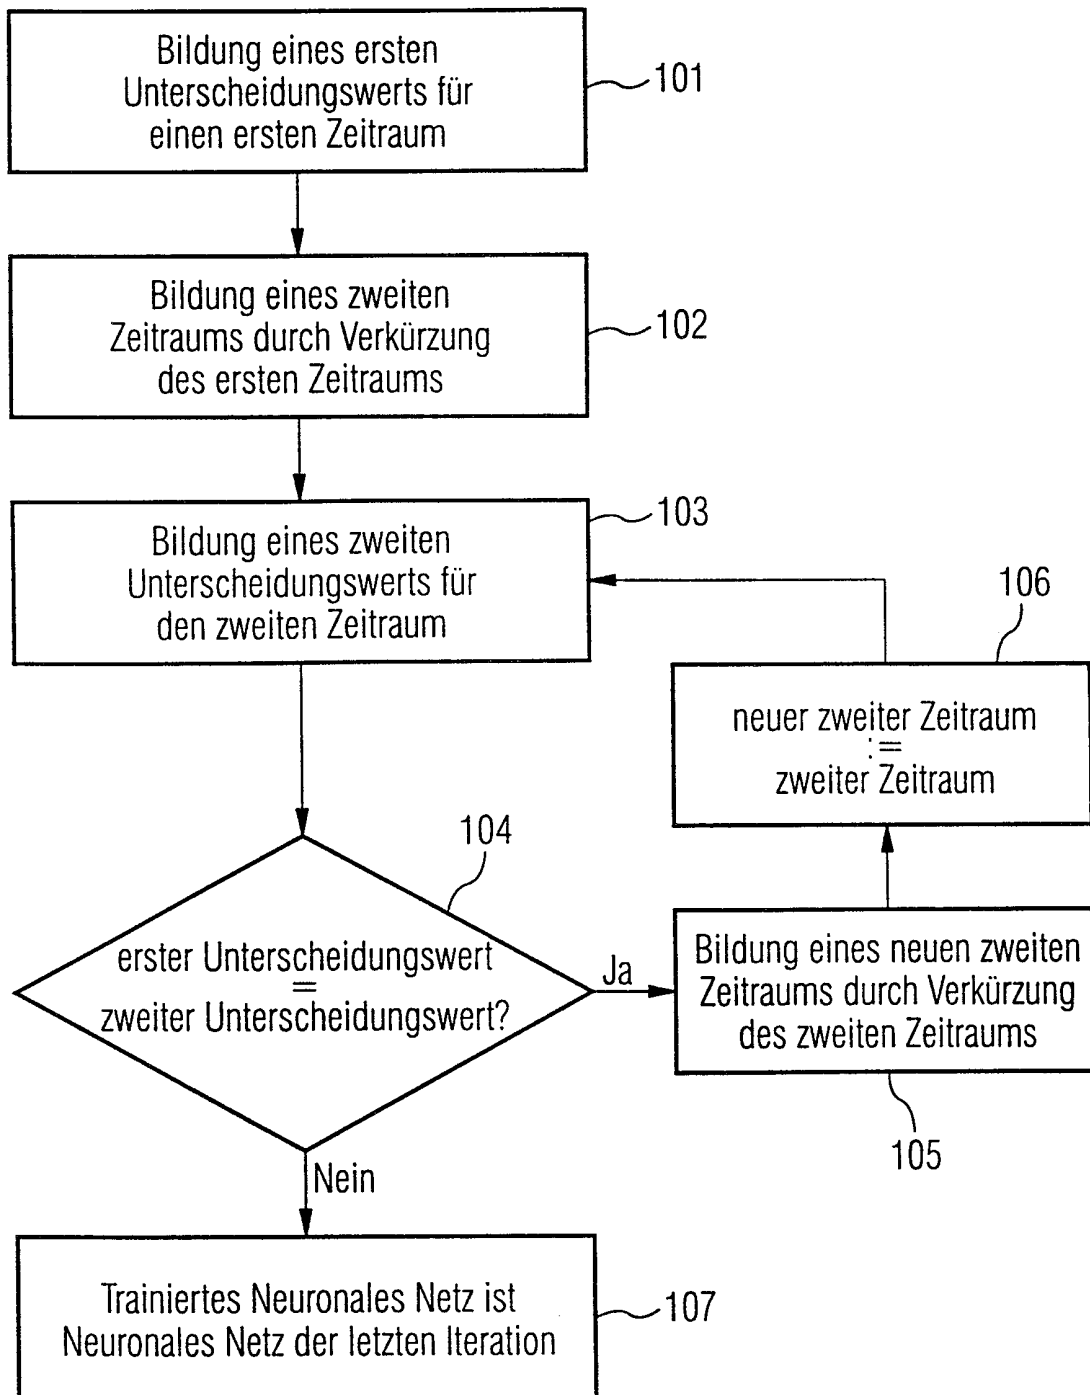 Bildung eines ersten
Unterscheidungswerts für
einen ersten Zeitraum
101
Bildung eines zweiten
Zeitraums durch Verkürzung
des ersten Zeitraums
102
Bildung eines zweiten
Unterscheidungswerts für
den zweiten Zeitraum
103
106
neuer zweiter Zeitraum
:=
zweiter Zeitraum
104
erster Unterscheidungswert
=
zweiter Unterscheidungswert?
Ja
Bildung eines neuen zweiten
Zeitraums durch Verkürzung
des zweiten Zeitraums
105
Nein
Trainiertes Neuronales Netz ist
Neuronales Netz der letzten Iteration
107